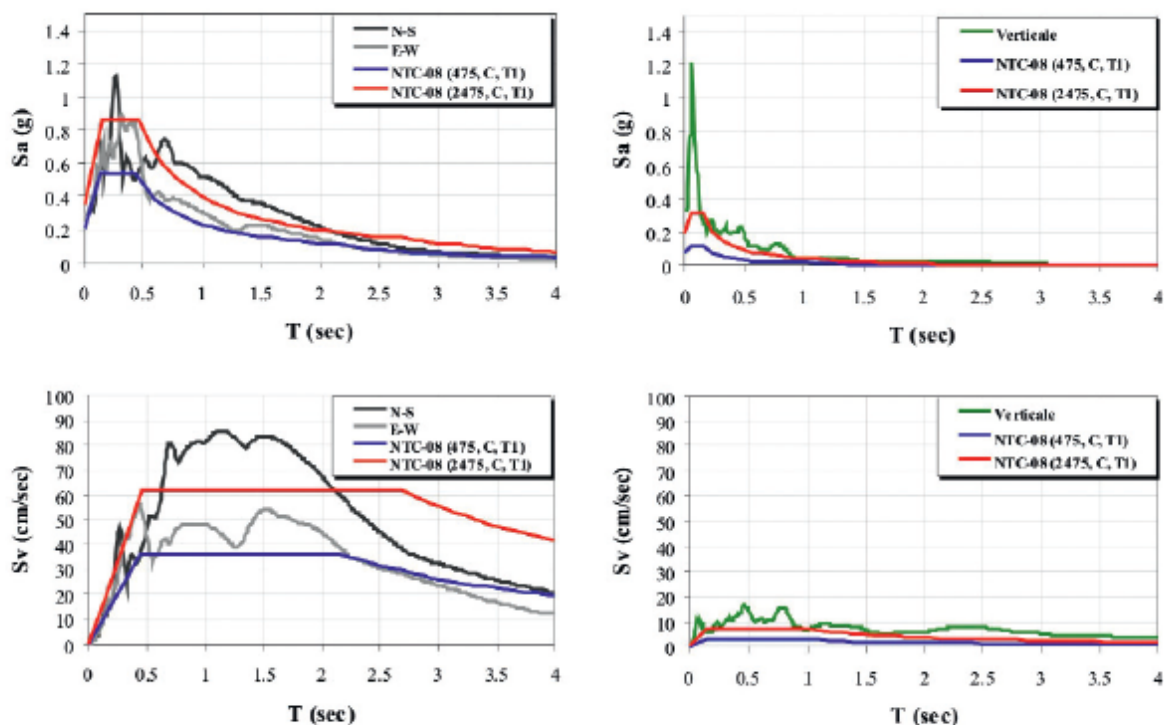 1.4
1.2
1
0.8
0.6
0.4
0.2
0
Sa (g)
N-S
E-W
NTC-08 (475, C, T1)
NTC-08 (2475, C, T1)
0 0.5 1 1.5 2 2.5 3 3.5 4
T (sec)
1.4
1.2
1
0.8
0.6
0.4
0.2
0
Sa (g)
Verticale
NTC-08 (475, C, T1)
NTC-08 (2475, C, T1)
0 0.5 1 1.5 2 2.5 3 3.5 4
T (sec)
100
90
80
70
60
50
40
30
20
10
0
Sv (cm/sec)
N-S
E-W
NTC-08 (475, C, T1)
NTC-08 (2475, C, T1)
0 0.5 1 1.5 2 2.5 3 3.5 4
T (sec)
100
90
80
70
60
50
40
30
20
10
0
Sv (cm/sec)
Verticale
NTC-08 (475, C, T1)
NTC-08 (2475, C, T1)
0 0.5 1 1.5 2 2.5 3 3.5 4
T (sec)